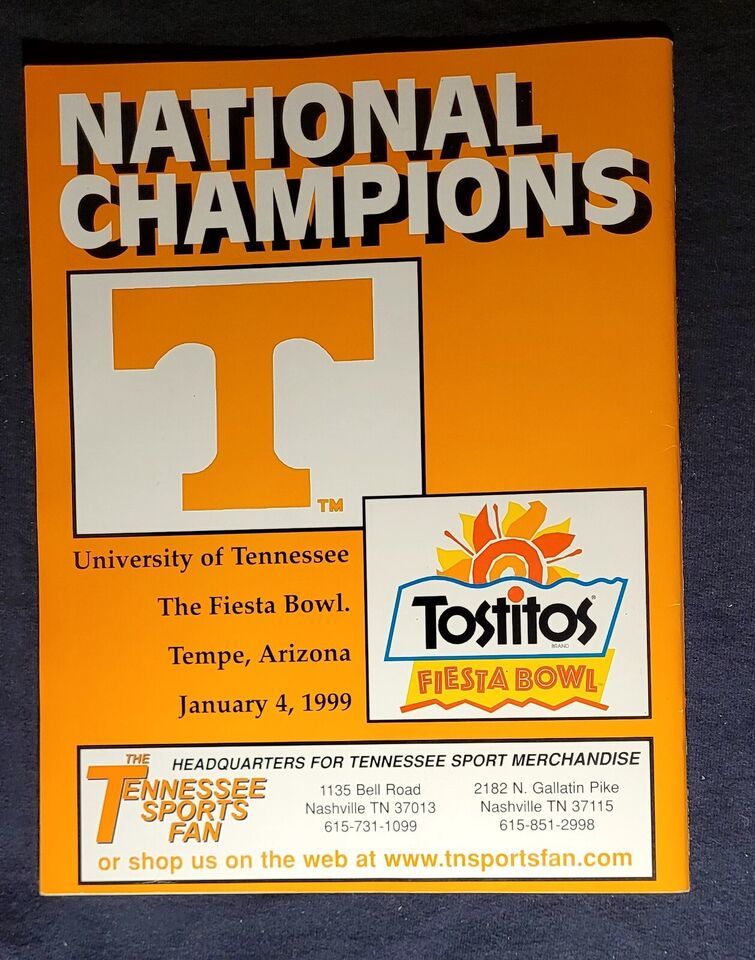 NATIONAL
CHAMPIONS
T
TM
University of Tennessee
The Fiesta Bowl.
Tempe, Arizona
January 4, 1999
Tostitos®
BRAND
FIESTA BOWL
THE
TENNESSEE
SPORTS
FAN
HEADQUARTERS FOR TENNESSEE SPORT MERCHANDISE
1135 Bell Road
Nashville TN 37013
615-731-1099
2182 N. Gallatin Pike
Nashville TN 37115
615-851-2998
or shop us on the web at www.tnsportsfan.com